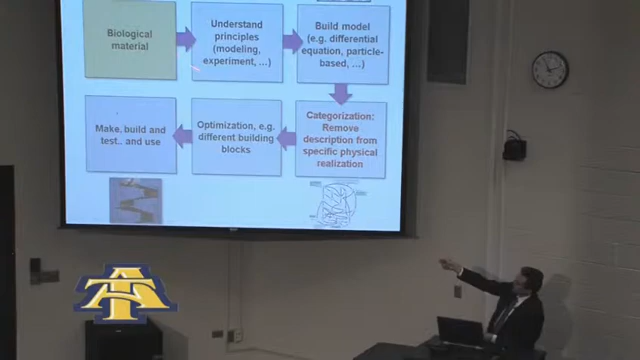 Biological
material
Understand
principles
(modeling,
experiment, ...)
Build model
(e.g. differential
equation, particle-
based, ...)
Categorization:
Remove
description from
specific physical
realization
Optimization, e.g.
different building
blocks
Make, build and
test.. and use
AT